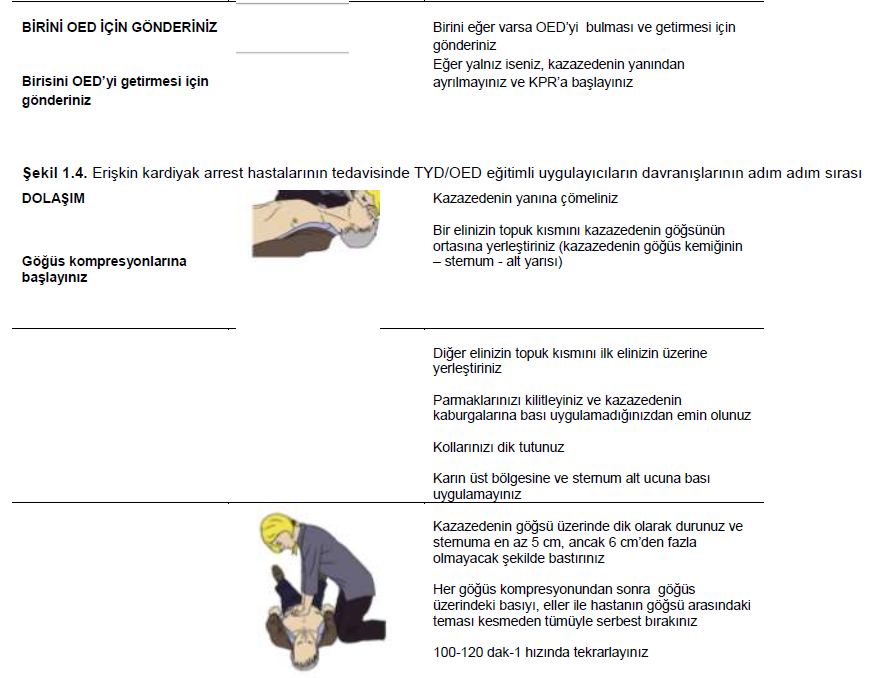 BİRİNİ OED İÇİN GÖNDERİNİZ
Birini eğer varsa OED’yi bulması ve getirmesi için
gönderiniz
Eğer yalnız iseniz, kazazedenin yanından
ayrılmayınız ve KPR’a başlayınız
Birisini OED’yi getirmesi için
gönderiniz
Şekil 1.4. Erişkin kardiyak arrest hastalarının tedavisinde TYD/OED eğitimli uygulayıcıların davranışlarının adım adım sırası
DOLAŞIM
Kazazedenin yanına çömeliniz
Bir elinizin topuk kısmını kazazedenin göğsünün
ortasına yerleştiriniz (kazazedenin göğüs kemiğinin
– sternum - alt yarısı)
Göğüs kompresyonlarına
başlayınız
Diğer elinizin topuk kısmını ilk elinizin üzerine
yerleştiriniz
Parmaklarınızı kilitleyiniz ve kazazedenin
kaburgalarına bası uygulamadığınızdan emin olunuz
Kollarınızı dik tutunuz
Karın üst bölgesine ve sternum alt ucuna bası
uygulamayınız
Kazazedenin göğsü üzerinde dik olarak durunuz ve
sternuma en az 5 cm, ancak 6 cm’den fazla
olmayacak şekilde bastırınız
Her göğüs kompresyonundan sonra göğüs
üzerindeki basıyı, eller ile hastanın göğsü arasındaki
teması kesmeden tümüyle serbest bırakınız
100-120 dak-1 hızında tekrarlayınız